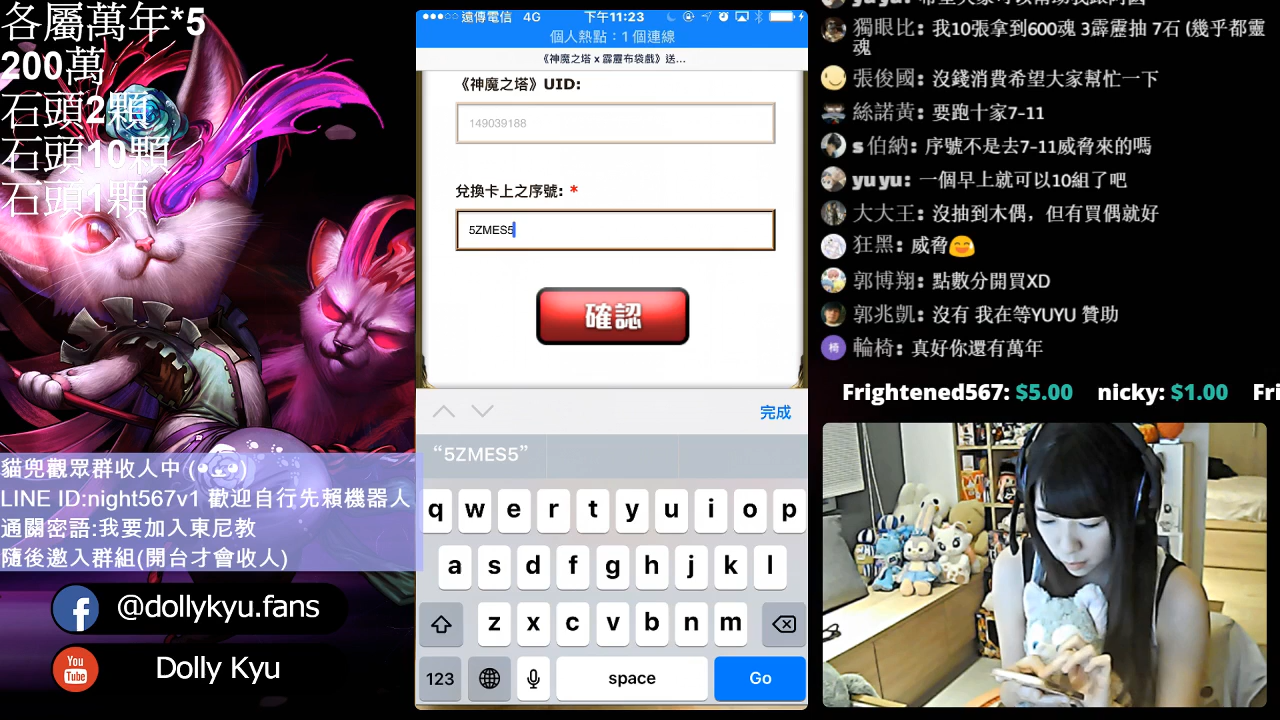 各屬萬年*5
200萬
石頭2顆
石頭10顆
石頭1顆
貓兜觀眾群收人中
LINE ID:night567v1 歡迎自行先賴機器人
通關密語:我要加入東尼教
隨後邀入群組(開台才會收人)
@dollykyu.fans
You
Tube
Dolly Kyu
遠傳電信 4G 下午11:23
個人熱點：1 個連線
《神魔之塔 x 霹靂布袋戲》送...
《神魔之塔》UID:
149039188
兌換卡上之序號: *
5ZMES5
確認
完成
“5ZMES5”
q w e r t y u i o p
a s d f g h j k l
z x c v b n m
123 space Go
獨眼比: 我10張拿到600魂 3霹靂抽 7石 (幾乎都靈
魂
張俊國: 沒錢消費希望大家幫忙一下
絲諾黃: 要跑十家7-11
s伯納: 序號不是去7-11威脅來的嗎
yuyu: 一個早上就可以10組了吧
大大王: 沒抽到木偶，但有買偶就好
狂黑: 威脅
郭博翔: 點數分開買XD
郭兆凱: 沒有 我在等YUYU 贊助
椅 輪椅: 真好你還有萬年
Frightened567: $5.00 nicky: $1.00 Fri